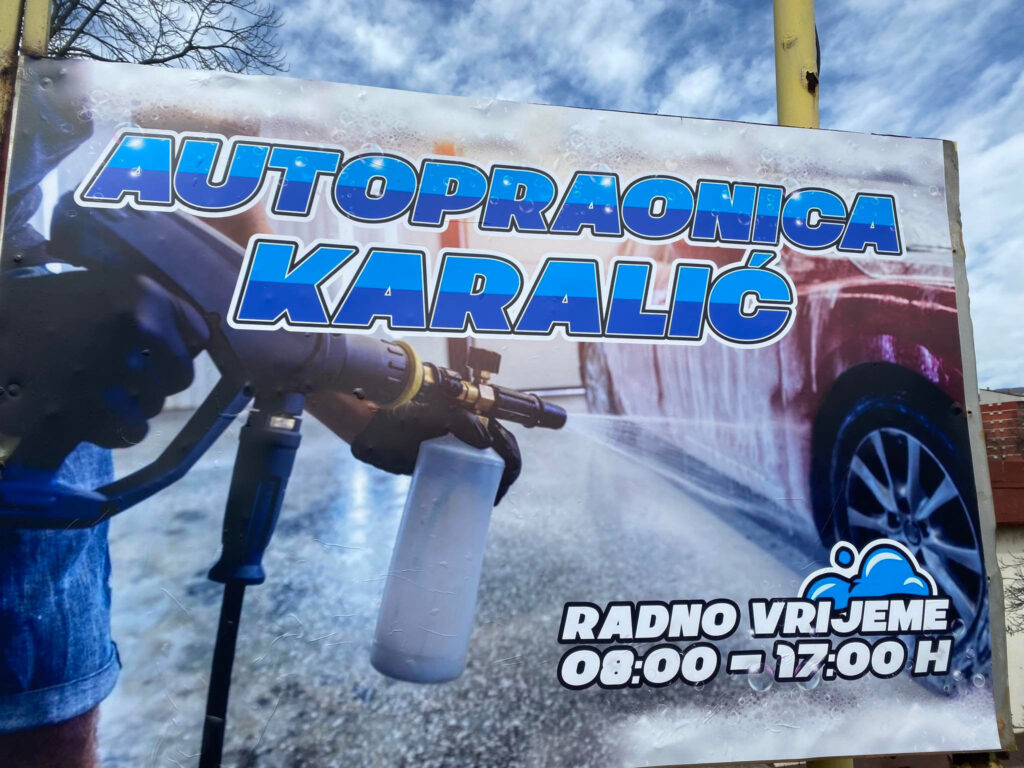 AUTOPRAONICA
KARALIĆ
RADNO VRIJEME
08:00 - 17:00 H